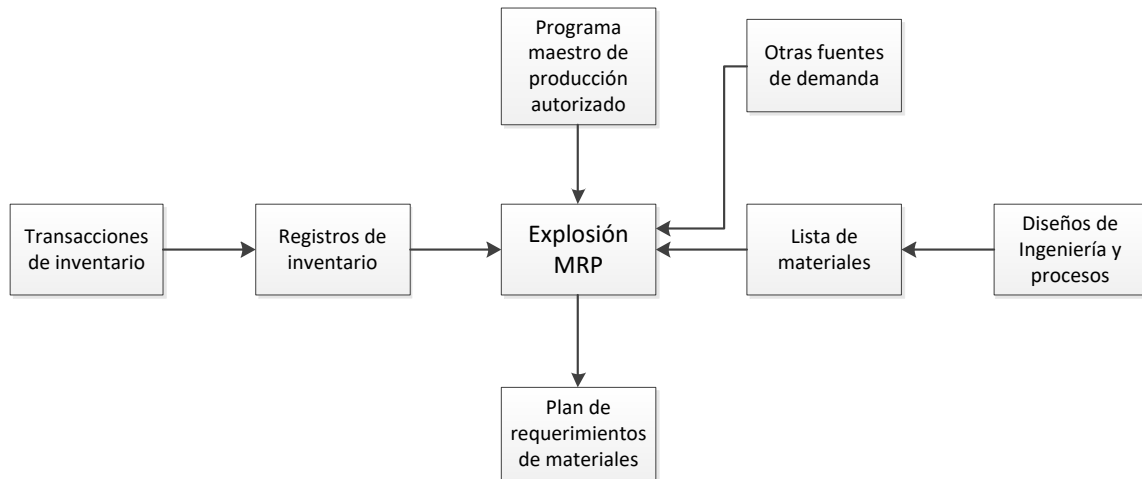 Programa
maestro de
producción
autorizado
Otras fuentes
de demanda
Transacciones
de inventario
Registros de
inventario
Explosión
MRP
Lista de
materiales
Diseños de
Ingeniería y
procesos
Plan de
requerimientos
de materiales